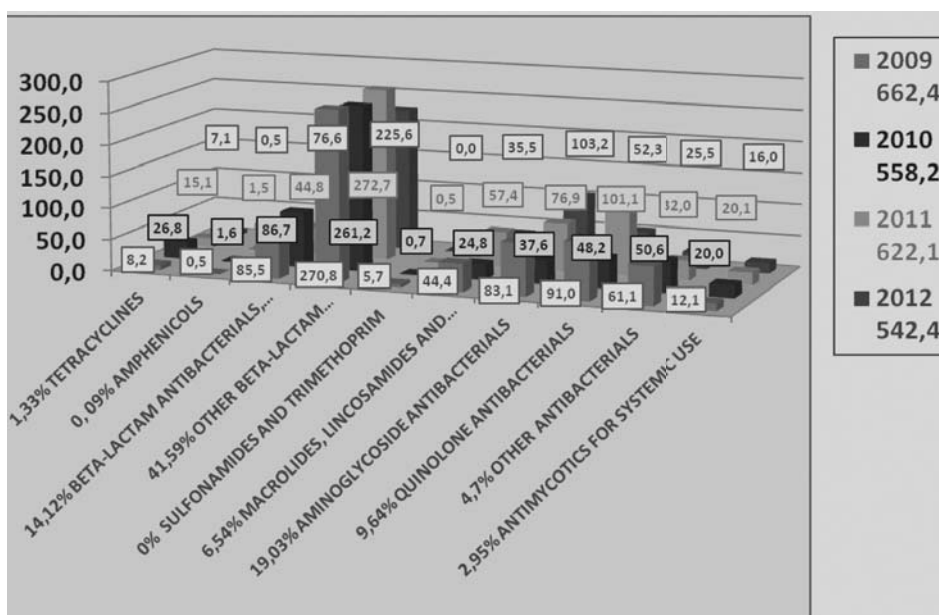 300,0
250,0
200,0
150,0
100,0
50,0
0,0
7,1 0,5 76,6 225,6 0,0 35,5 103,2 52,3 25,5 16,0
15,1 1,5 44,8 272,7 0,5 57,4 76,9 101,1 32,0 20,1
26,8 1,6 86,7 261,2 0,7 24,8 37,6 48,2 50,6 20,0
8,2 0,5 85,5 270,8 5,7 44,4 83,1 91,0 61,1 12,1
1,33% TETRACYCLINES
0, 09% AMPHENICOLS
14,12% BETA-LACTAM ANTIBACTERIALS,...
41,59% OTHER BETA-LACTAM...
0% SULFONAMIDES AND TRIMETHOPRIM
6,54% MACROLIDES, LINCOSAMIDES AND...
19,03% AMINOGLYCOSIDE ANTIBACTERIALS
9,64% QUINOLONE ANTIBACTERIALS
4,7% OTHER ANTIBACTERIALS
2,95% ANTIMYCOTICS FOR SYSTEMIC USE
2009
662,4
2010
558,2
2011
622,1
2012
542,4